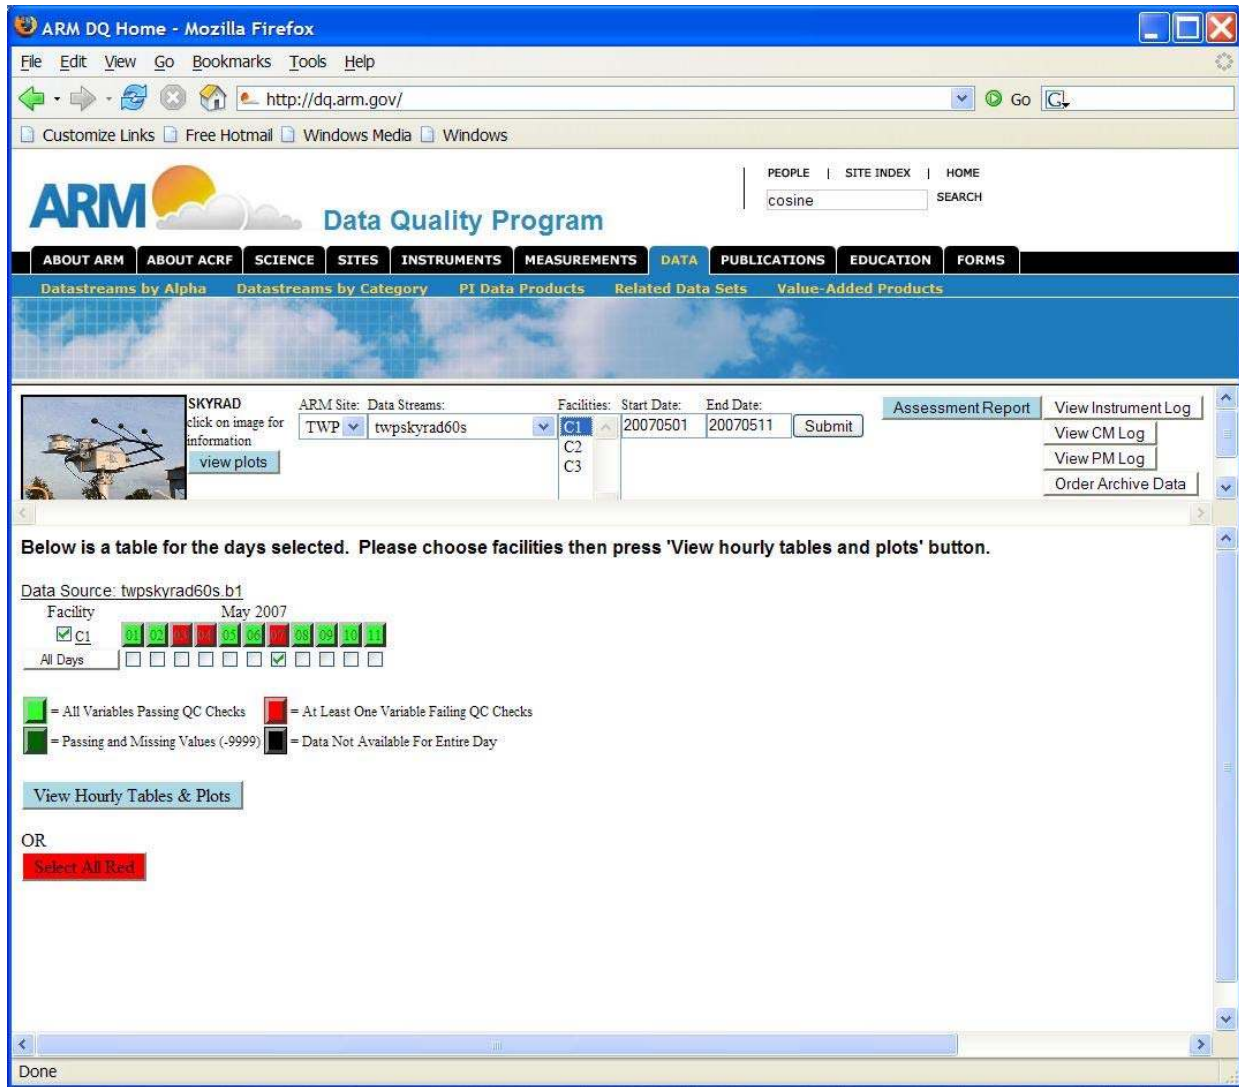 ARM DQ Home - Mozilla Firefox
File Edit View Go Bookmarks Tools Help
http://dq.arm.gov/
Go
G
Customize Links Free Hotmail Windows Media Windows
PEOPLE | SITE INDEX | HOME
cosine SEARCH
ARM Data Quality Program
ABOUT ARM ABOUT ACRF SCIENCE SITES INSTRUMENTS MEASUREMENTS DATA PUBLICATIONS EDUCATION FORMS
Datastreams by Alpha Datastreams by Category PI Data Products Related Data Sets Value-Added Products
SKYRAD
click on image for
information
view plots
ARM Site: Data Streams: Facilities: Start Date: End Date:
TWP twpskyrad60s C1 20070501 20070511 Submit
C2
C3
Assessment Report
View Instrument Log
View CM Log
View PM Log
Order Archive Data
Below is a table for the days selected. Please choose facilities then press 'View hourly tables and plots' button.
Data Source: twpskyrad60s.b1
Facility May 2007
C1 01 02 03 04 05 06 07 08 09 10 11
All Days
= All Variables Passing QC Checks = At Least One Variable Failing QC Checks
= Passing and Missing Values (-9999) = Data Not Available For Entire Day
View Hourly Tables & Plots
OR
Select All Red
Done